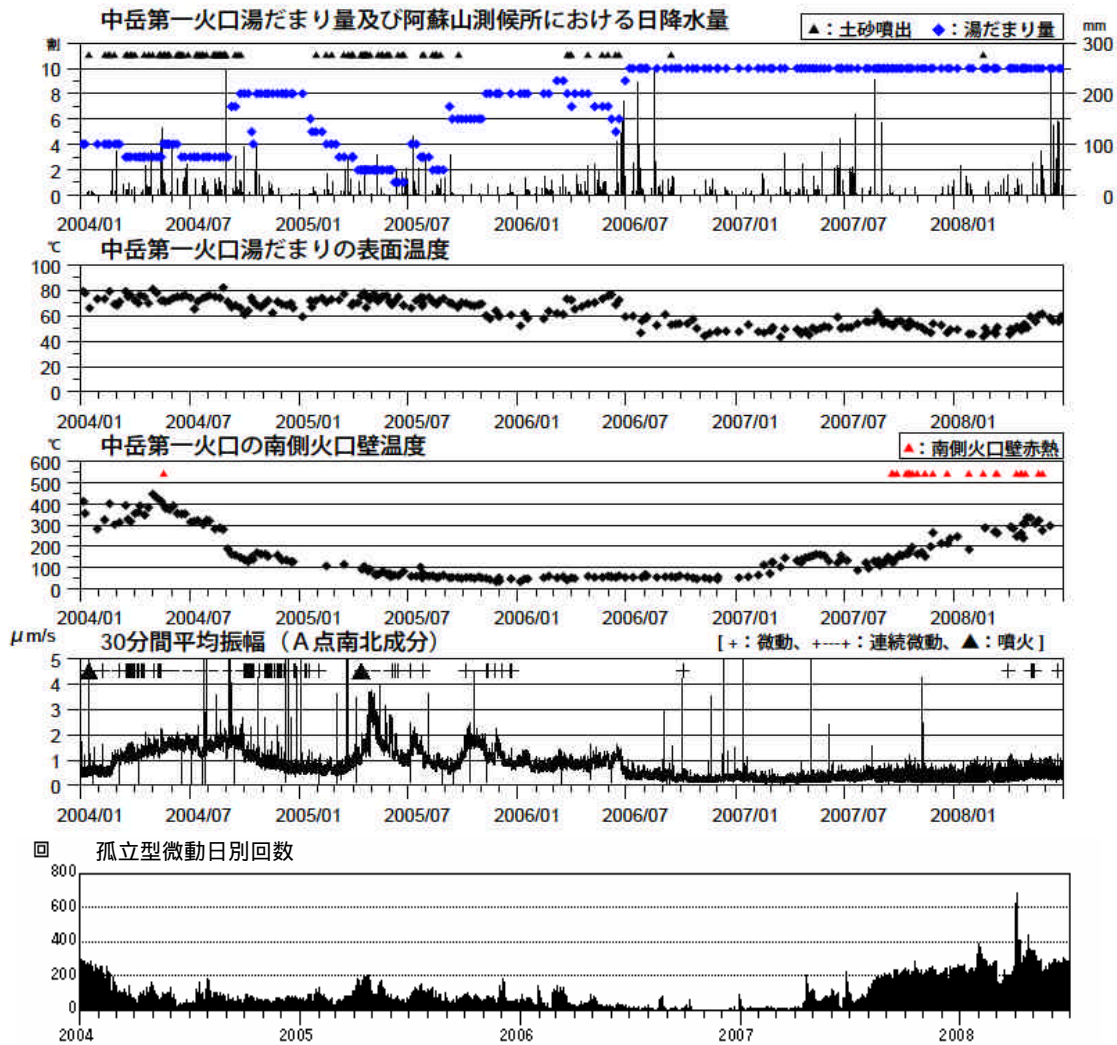 中岳第一火口湯だまり量及び阿蘇山測候所における日降水量
▲：土砂噴出 ◆：湯だまり量
割
mm
10
8
6
4
2
0
300
200
100
0
2004/01 2004/07 2005/01 2005/07 2006/01 2006/07 2007/01 2007/07 2008/01
℃
中岳第一火口湯だまりの表面温度
100
80
60
40
20
0
2004/01 2004/07 2005/01 2005/07 2006/01 2006/07 2007/01 2007/07 2008/01
℃
中岳第一火口の南側火口壁温度
▲：南側火口壁赤熱
600
500
400
300
200
100
0
2004/01 2004/07 2005/01 2005/07 2006/01 2006/07 2007/01 2007/07 2008/01
μm/s
30分間平均振幅（Ａ点南北成分）
[ +：微動、+---+：連続微動、▲：噴火 ]
5
4
3
2
1
0
2004/01 2004/07 2005/01 2005/07 2006/01 2006/07 2007/01 2007/07 2008/01
回
孤立型微動日別回数
800
600
400
200
0
2004 2005 2006 2007 2008